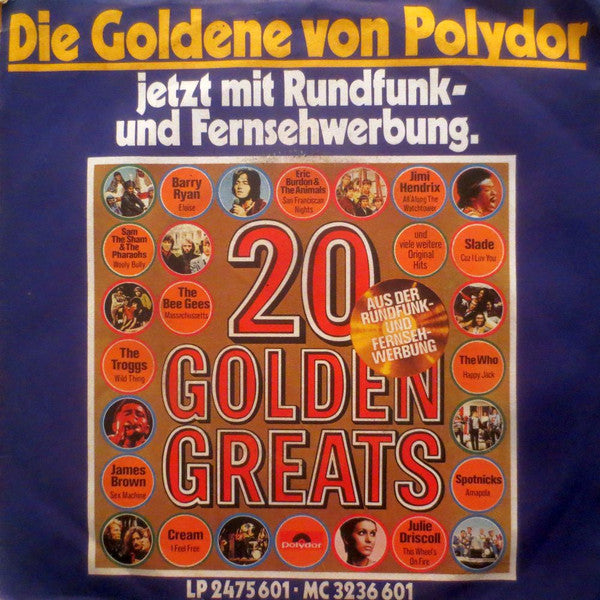 Die Goldene von Polydor
jetzt mit Rundfunk-
und Fernsehwerbung.
Barry
Ryan
Eloise
Eric
Burdon &
The Animals
San Franciscan
Nights
Jimi
Hendrix
All Along The
Watchtower
Sam
The Sham
& The
Pharaohs
Wooly Bully
und
viele weitere
Original
Hits
Slade
Coz I Luv You
20
GOLDEN
GREATS
The
Bee Gees
Massachussetts
AUS DER
RUNDFUNK-
UND
FERNSEH-
WERBUNG
The
Troggs
Wild Thing
The Who
Happy Jack
James
Brown
Sex Machine
Spotnicks
Amapola
Cream
I Feel Free
Polydor
Julie
Driscoll
This Wheel's
On Fire
LP 2475 601 · MC 3236 601